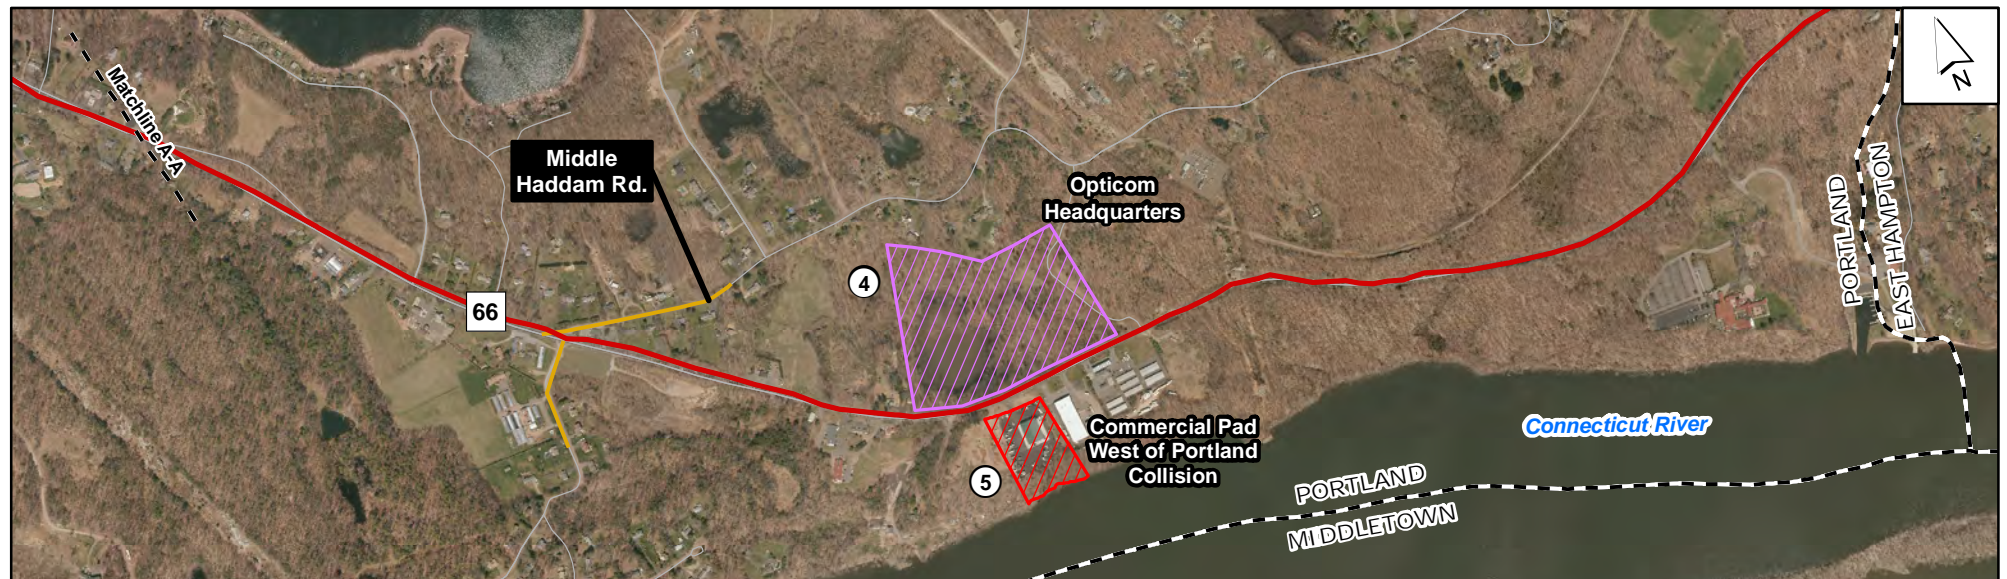 Matchline A-A
Middle
Haddam Rd.
66
Opticom
Headquarters
4
5
Commercial Pad
West of Portland
Collision
Connecticut River
PORTLAND
MIDDLETOWN
PORTLAND
EAST HAMPTON
N